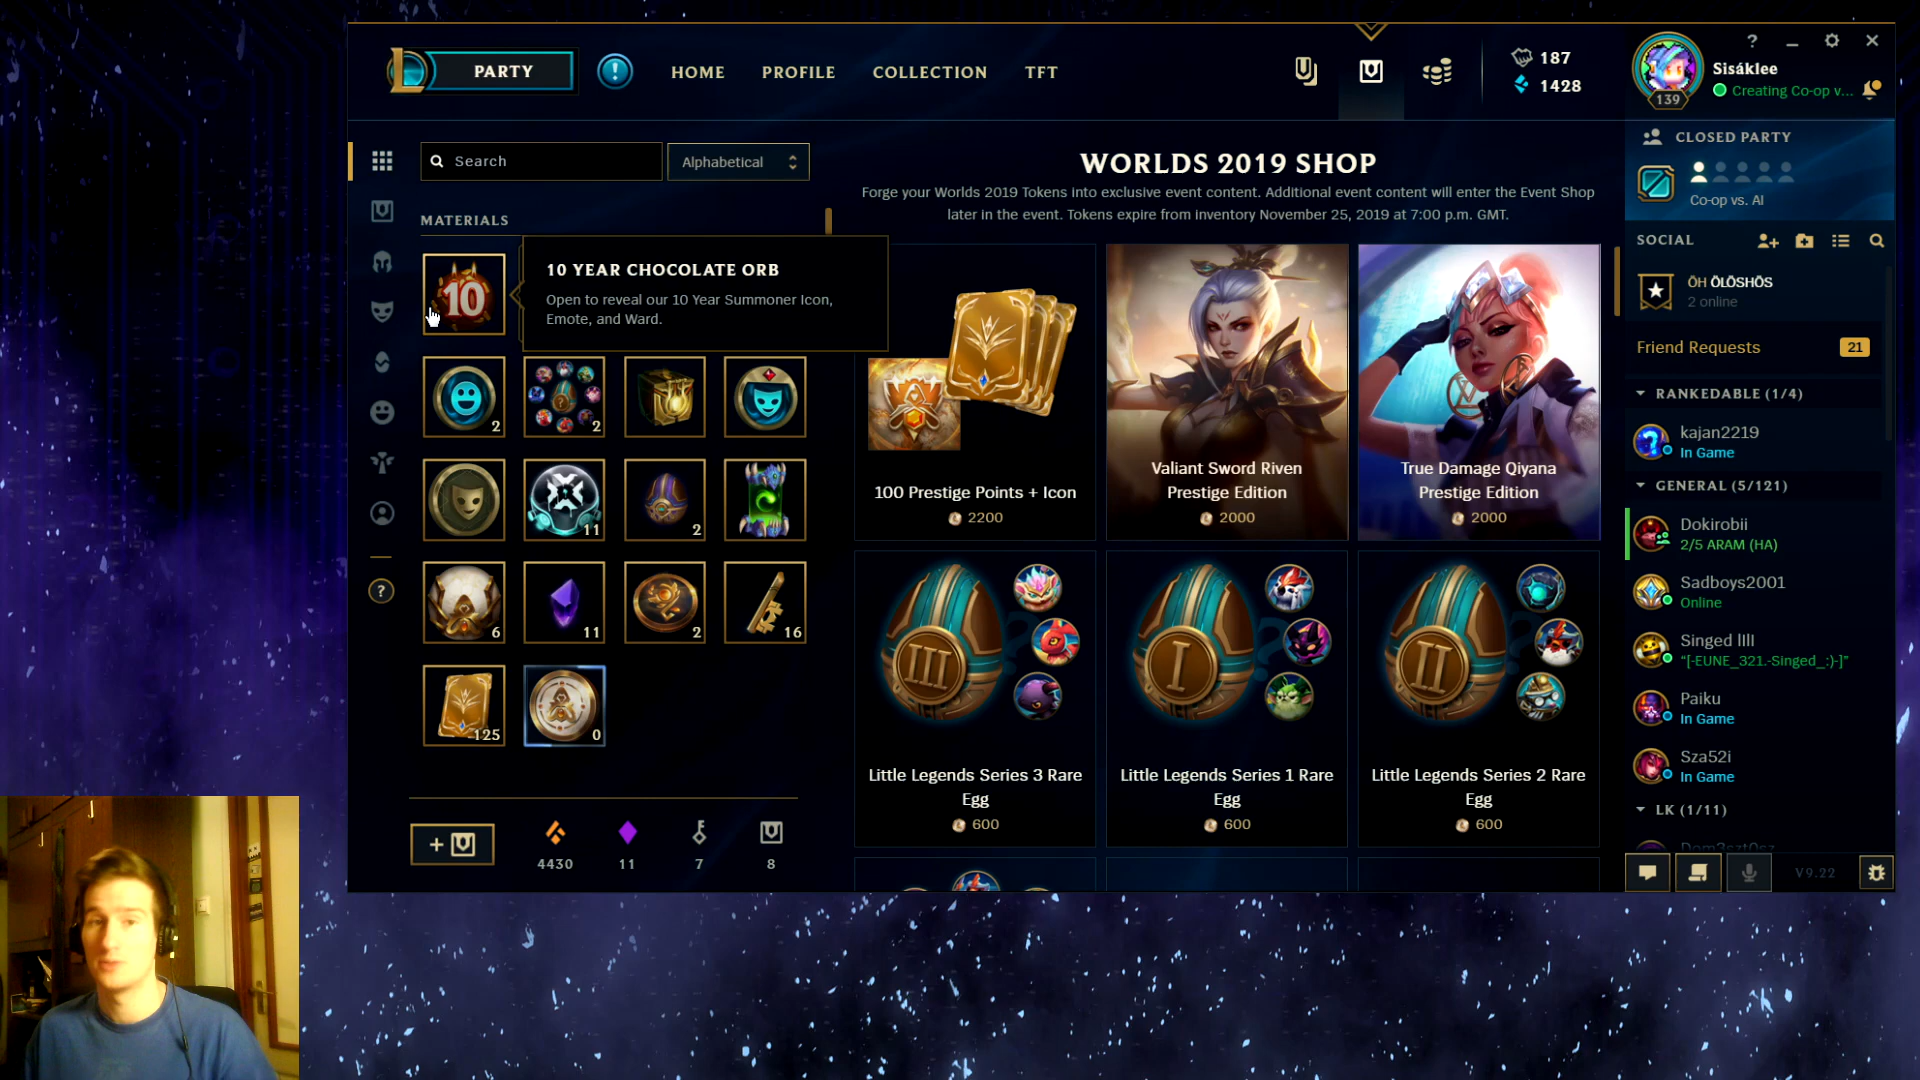 PARTY
HOME
PROFILE
COLLECTION
TFT
187
1428
139
Sisáklee
Creating Co-op v...
Search
Alphabetical
MATERIALS
10
10 YEAR CHOCOLATE ORB
Open to reveal our 10 Year Summoner Icon,
Emote, and Ward.
2
2
11
2
6
11
2
16
125
0
4430
11
7
8
WORLDS 2019 SHOP
Forge your Worlds 2019 Tokens into exclusive event content. Additional event content will enter the Event Shop
later in the event. Tokens expire from inventory November 25, 2019 at 7:00 p.m. GMT.
100 Prestige Points + Icon
2200
Valiant Sword Riven
Prestige Edition
2000
True Damage Qiyana
Prestige Edition
2000
III
Little Legends Series 3 Rare
Egg
600
I
Little Legends Series 1 Rare
Egg
600
II
Little Legends Series 2 Rare
Egg
600
CLOSED PARTY
Co-op vs. AI
SOCIAL
ÖH ÖLÖSHÖS
2 online
Friend Requests
21
RANKEDABLE (1/4)
kajan2219
In Game
GENERAL (5/121)
Dokirobii
2/5 ARAM (HA)
Sadboys2001
Online
Singed llll
"[-EUNE_321.-Singed_:)-]"
Paiku
In Game
Sza52i
In Game
LK (1/11)
V9.22